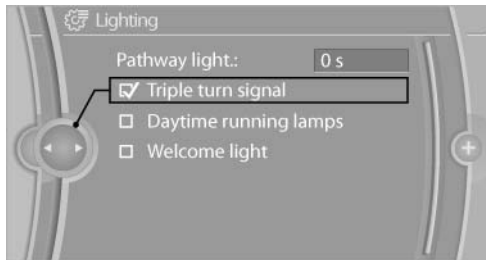 Lighting
Pathway light.: 0 s
Triple turn signal
Daytime running lamps
Welcome light